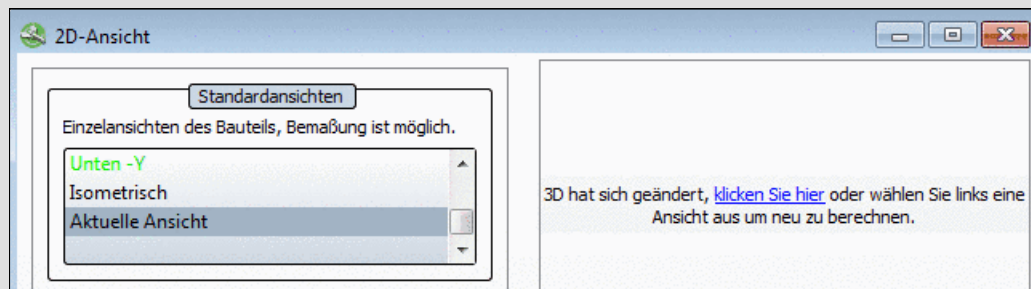 2D-Ansicht
Standardansichten
Einzelansichten des Bauteils, Bemaßung ist möglich.
Unten -Y
Isometrisch
Aktuelle Ansicht
3D hat sich geändert, klicken Sie hier oder wählen Sie links eine
Ansicht aus um neu zu berechnen.